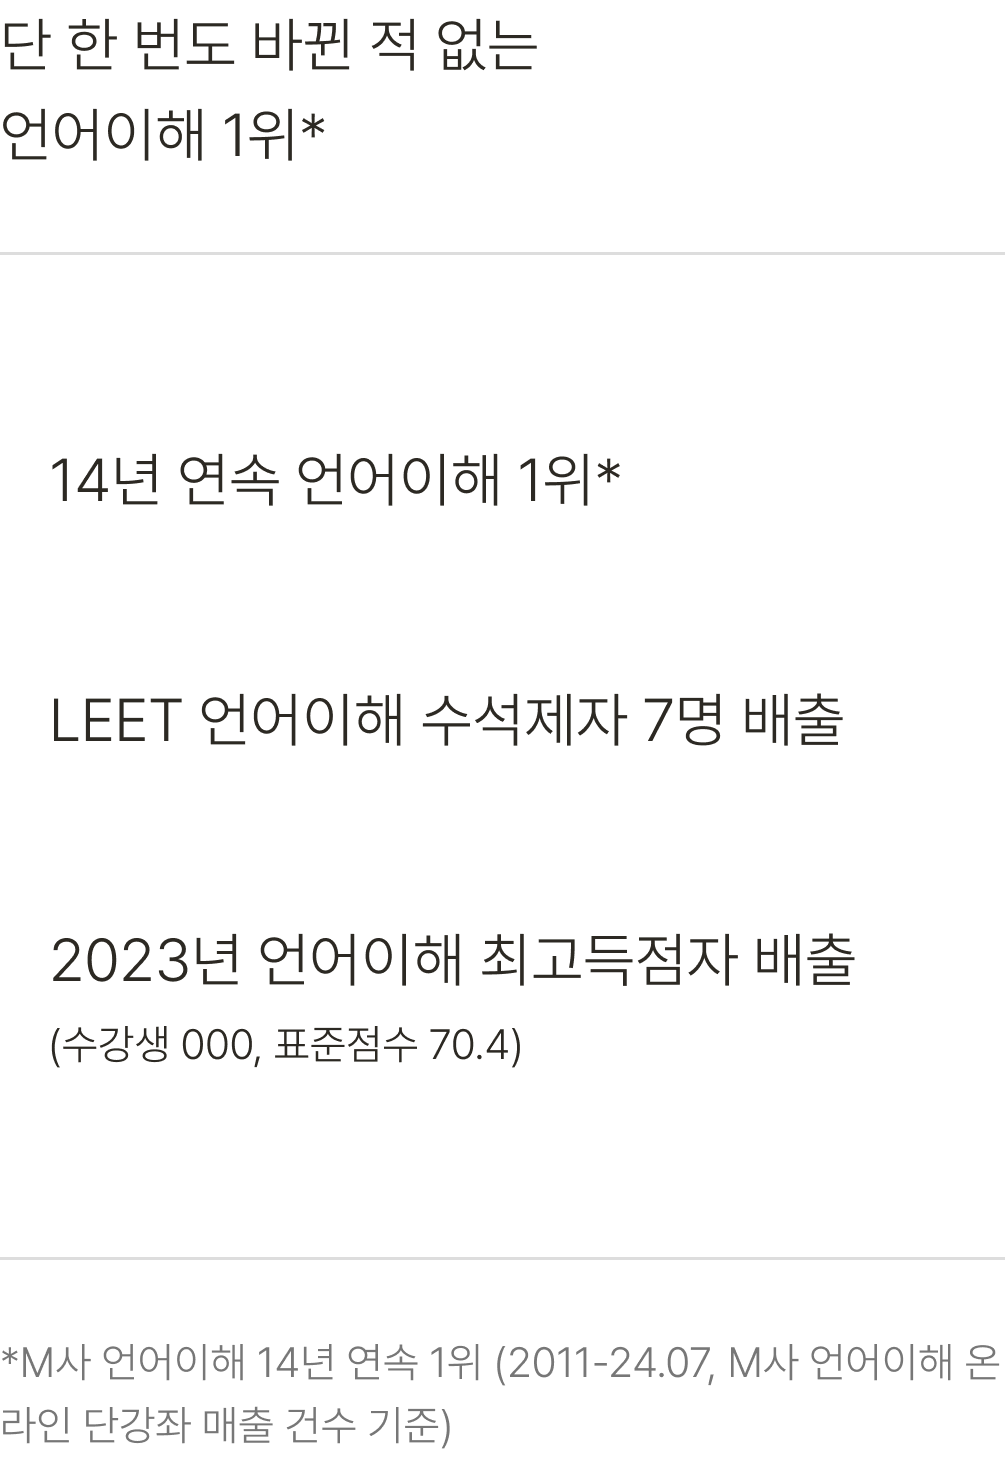 단 한 번도 바뀐 적 없는
언어이해 1위*
14년 연속 언어이해 1위*
LEET 언어이해 수석제자 7명 배출
2023년 언어이해 최고득점자 배출
(수강생 000, 표준점수 70.4)
*M사 언어이해 14년 연속 1위 (2011-24.07, M사 언어이해 온
라인 단강좌 매출 건수 기준)